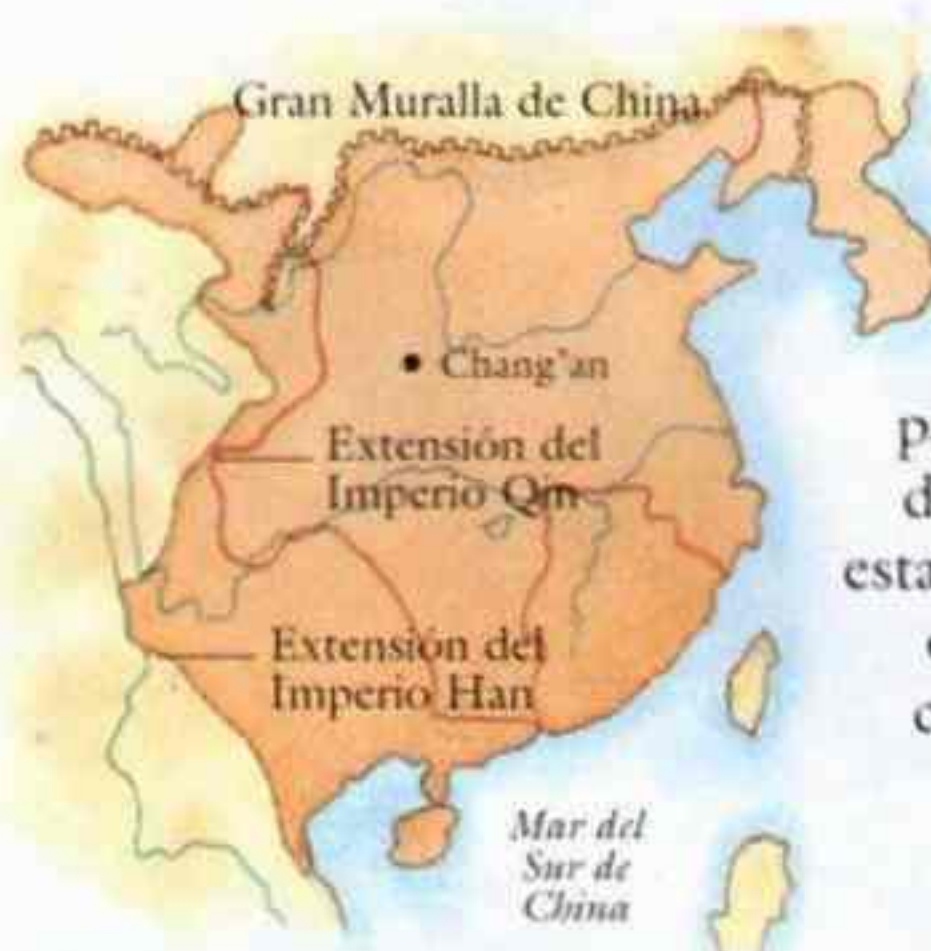 Gran Muralla de China
Chang'an
Extensión del
Imperio Qin
Extensión del
Imperio Han
Mar del
Sur de
China